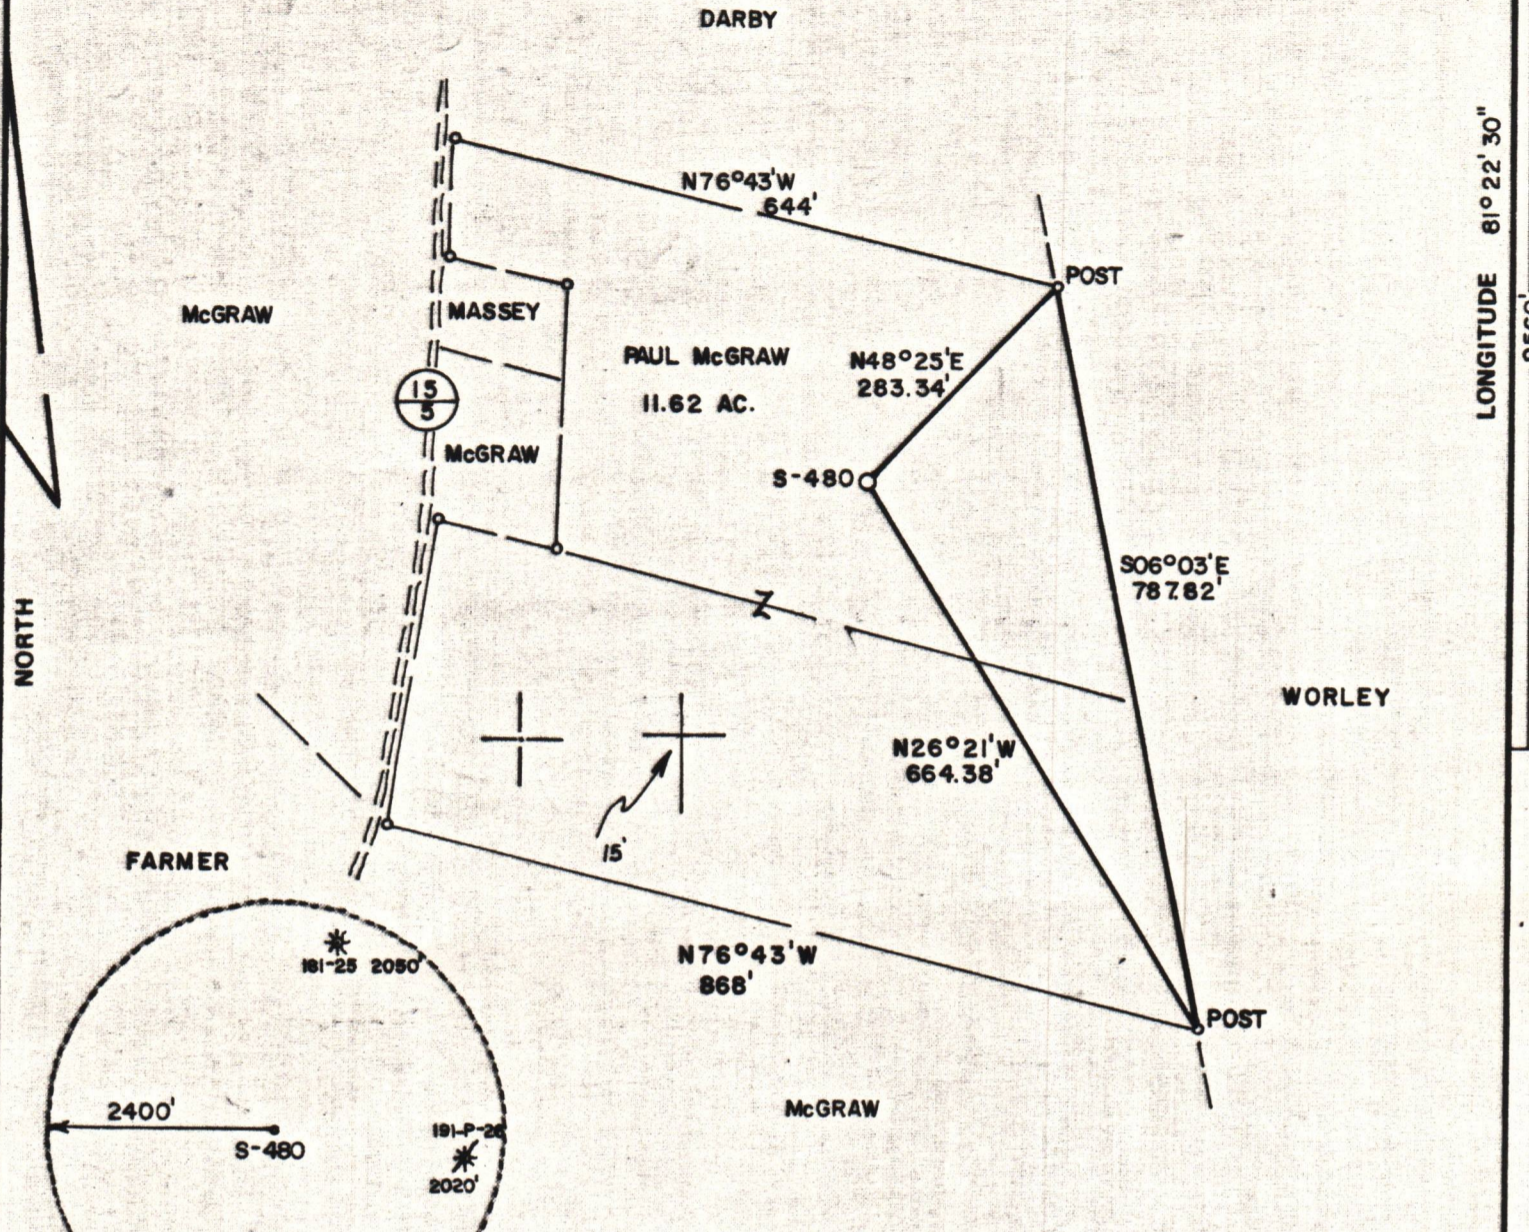 DARBY
N76°43'W
644'
POST
McGRAW
MASSEY
PAUL McGRAW
11.62 AC.
N48°25'E
283.34'
15
5
McGRAW
S-480
S06°03'E
787.82'
NORTH
WORLEY
N26°21'W
664.38'
15'
FARMER
N76°43'W
868'
181-25 2050'
POST
McGRAW
2400'
S-480
191-P-26
2020'
LONGITUDE 81° 22' 30"